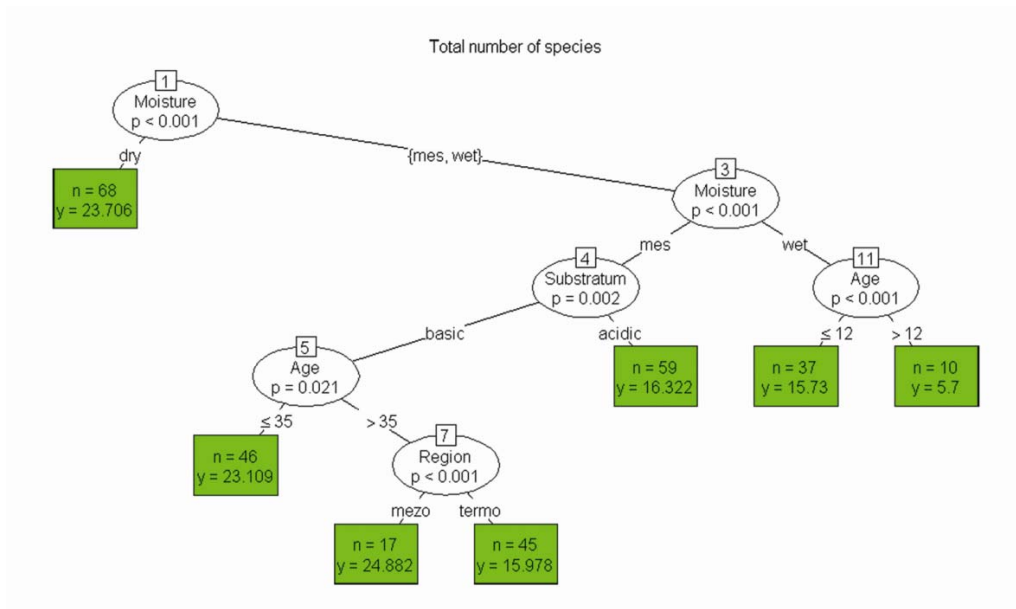 Total number of species
1
Moisture
p < 0.001
dry
{mes, wet}
n = 68
y = 23.706
3
Moisture
p < 0.001
mes
wet
4
Substratum
p = 0.002
11
Age
p < 0.001
basic
acidic
≤ 12
> 12
5
Age
p = 0.021
n = 59
y = 16.322
n = 37
y = 15.73
n = 10
y = 5.7
≤ 35
> 35
n = 46
y = 23.109
7
Region
p < 0.001
mezo
termo
n = 17
y = 24.882
n = 45
y = 15.978